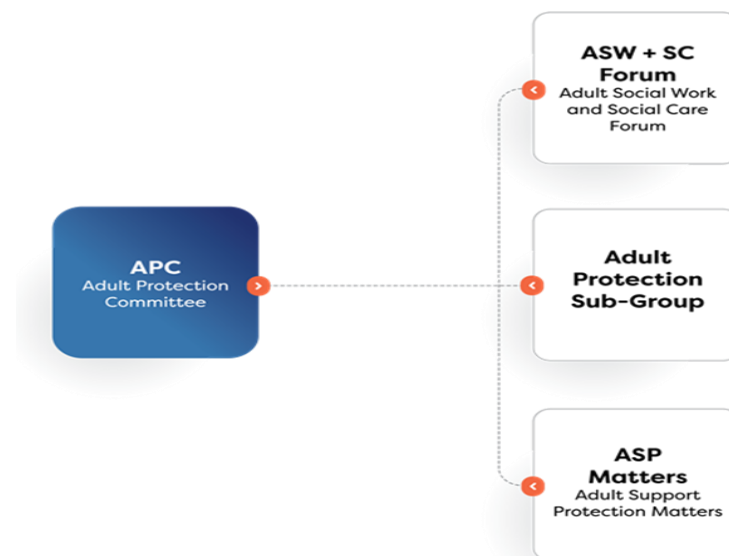 ASW + SC
Forum
Adult Social Work
and Social Care
Forum
APC
Adult Protection
Committee
Adult
Protection
Sub-Group
ASP
Matters
Adult Support
Protection Matters